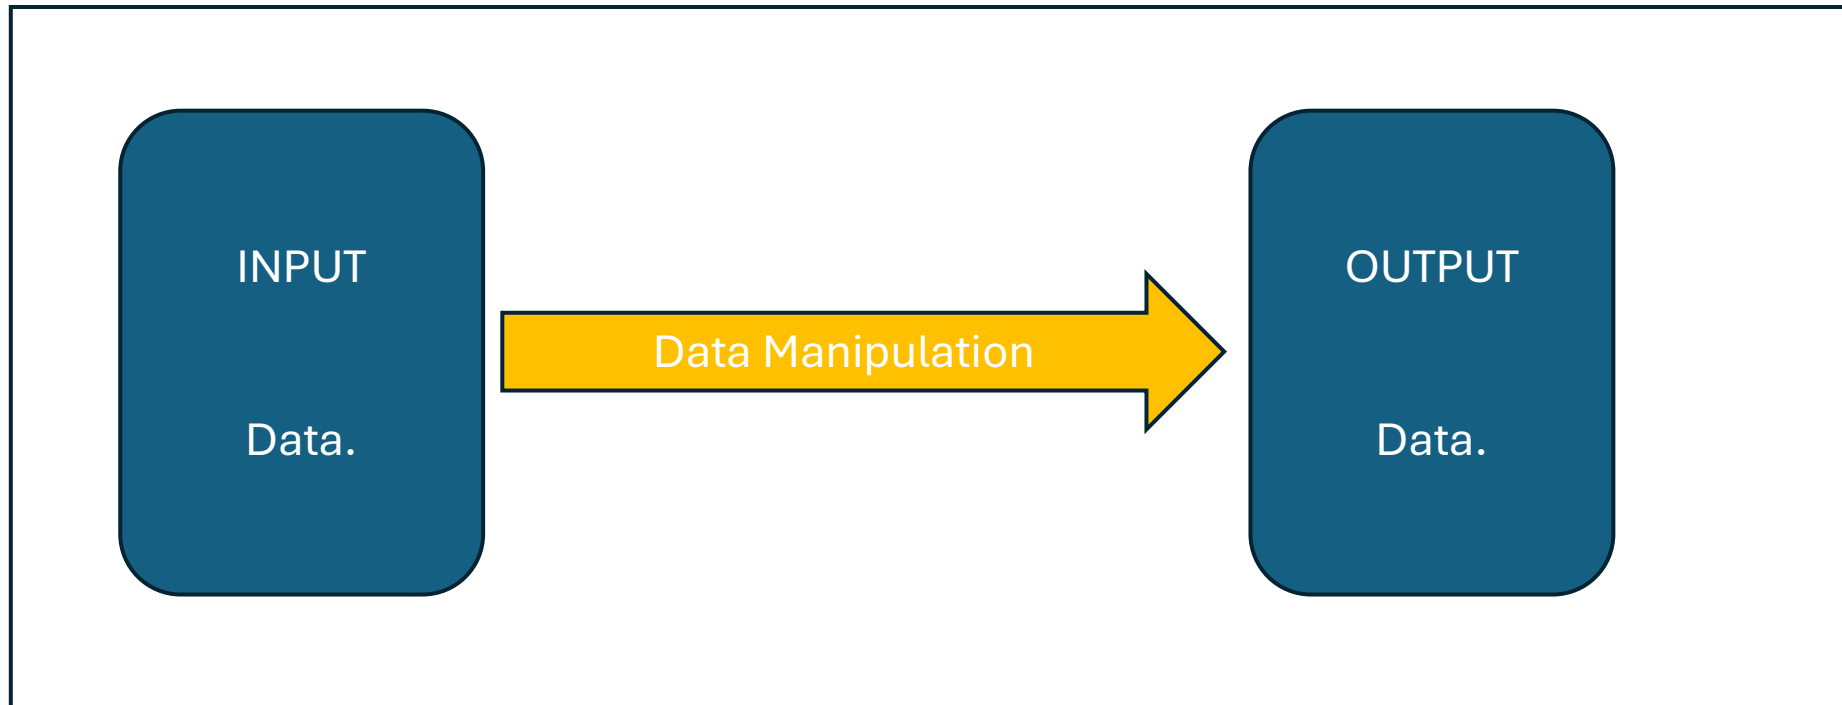 INPUT
Data.
Data Manipulation
OUTPUT
Data.